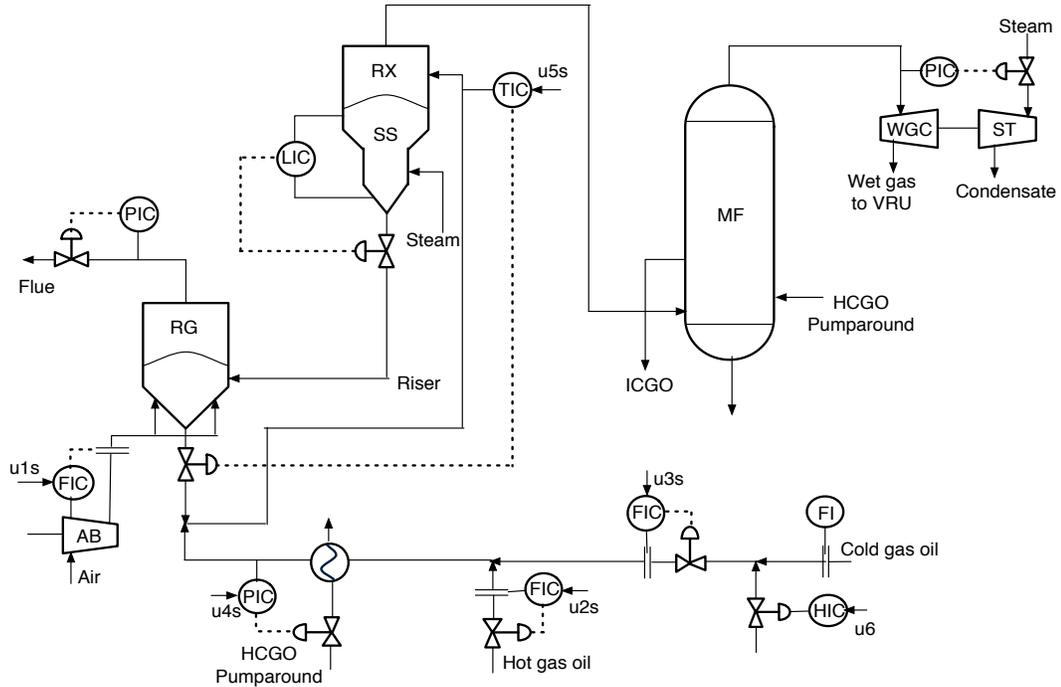 Steam
RX
PIC
TIC
u5s
SS
WGC
ST
LIC
Wet gas
to VRU
Condensate
PIC
MF
Steam
Flue
HCGO
Pumparound
RG
Riser
ICGO
u1s
FIC
u3s
FIC
FI
AB
Cold gas oil
Air
u4s
PIC
FIC
u2s
HIC
u6
HCGO
Pumparound
Hot gas oil